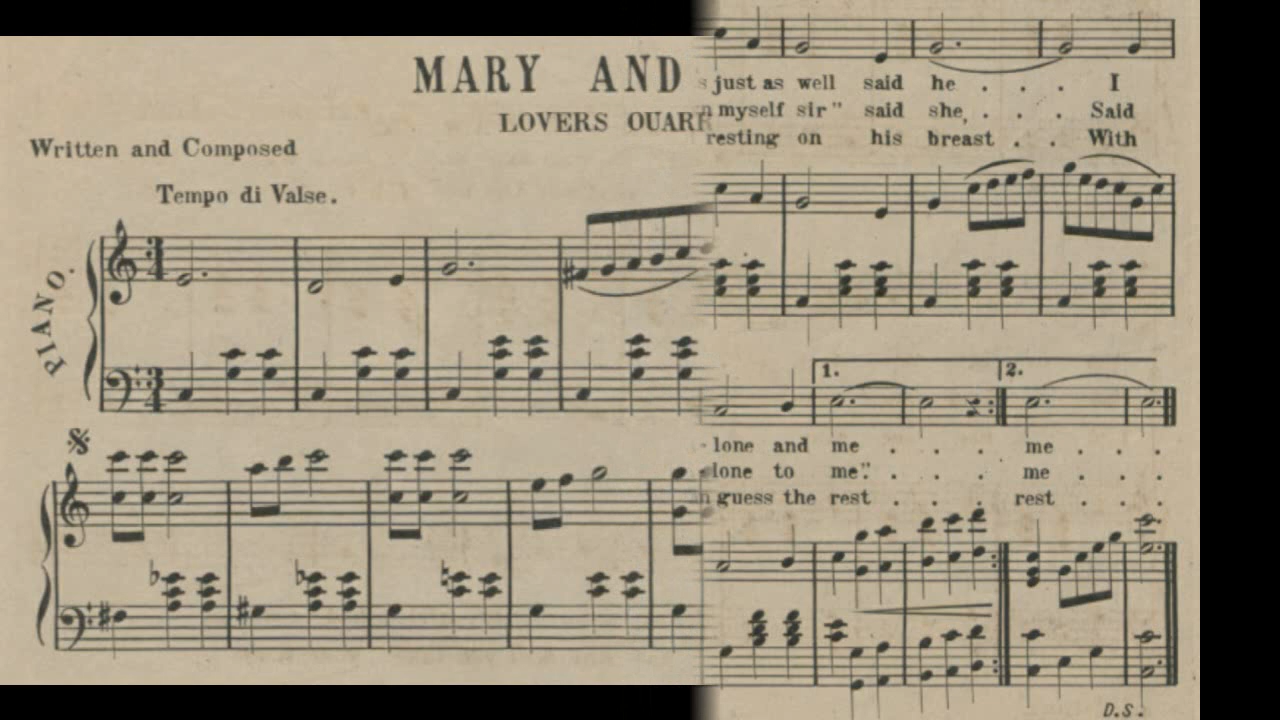 MARY AND
LOVERS QUARR
Written and Composed
Tempo di Valse.
PIANO.
just as well said he . . . I
myself sir" said she, . . . Said
resting on his breast . . With
1. 2.
lone and me . . . me . . .
lone to me". . . . me . . .
guess the rest . . . rest . . .
D.S.